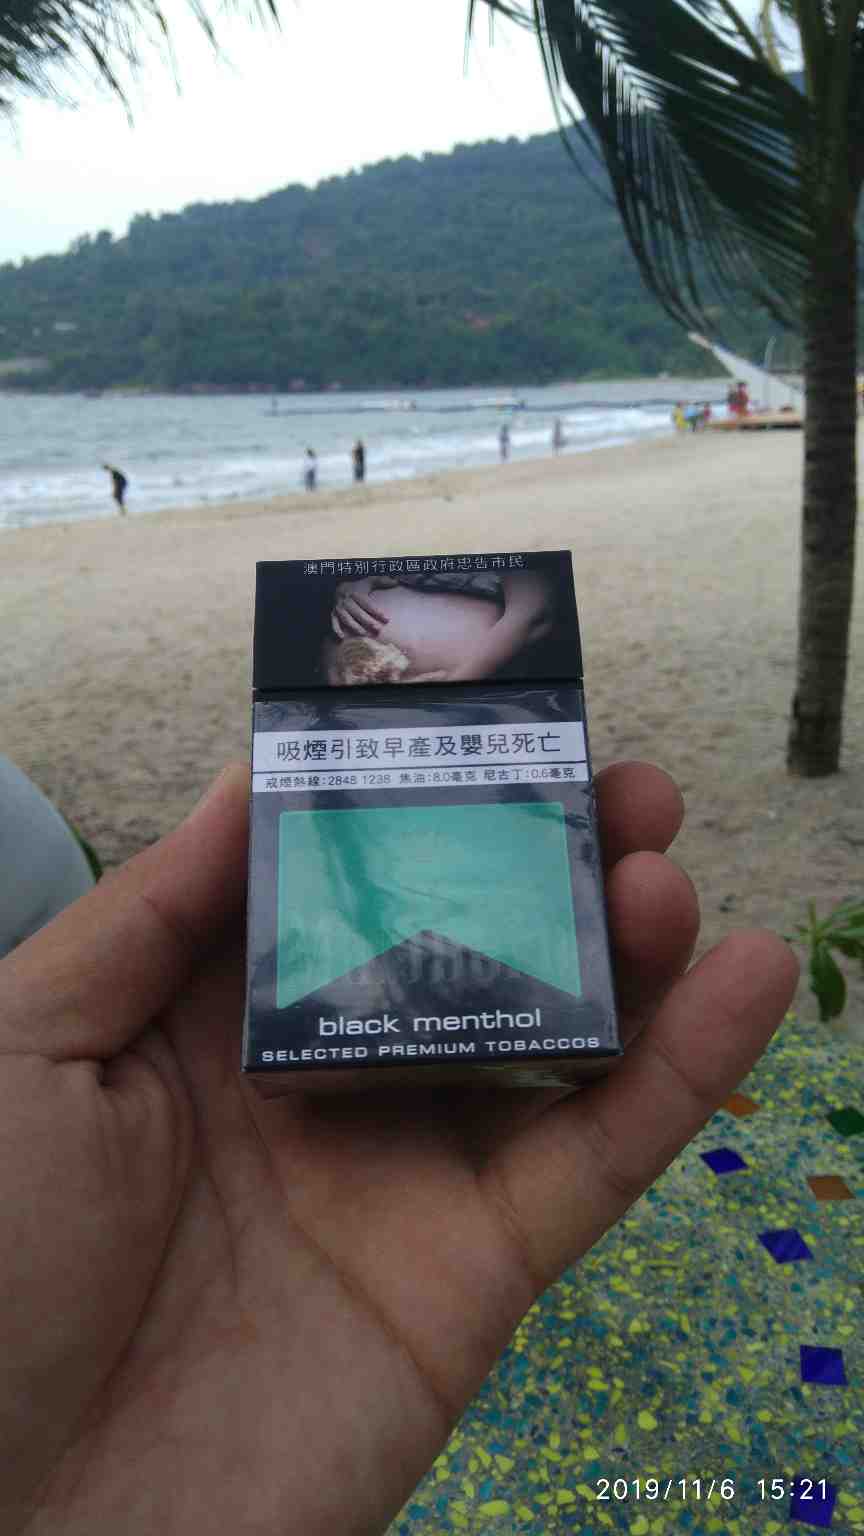 澳門特別行政區政府忠告市民
吸煙引致早產及嬰兒死亡
戒煙熱線：2848 1238 焦油：8.0毫克 尼古丁：0.6毫克
black menthol
SELECTED PREMIUM TOBACCOS
2019/11/6 15:21